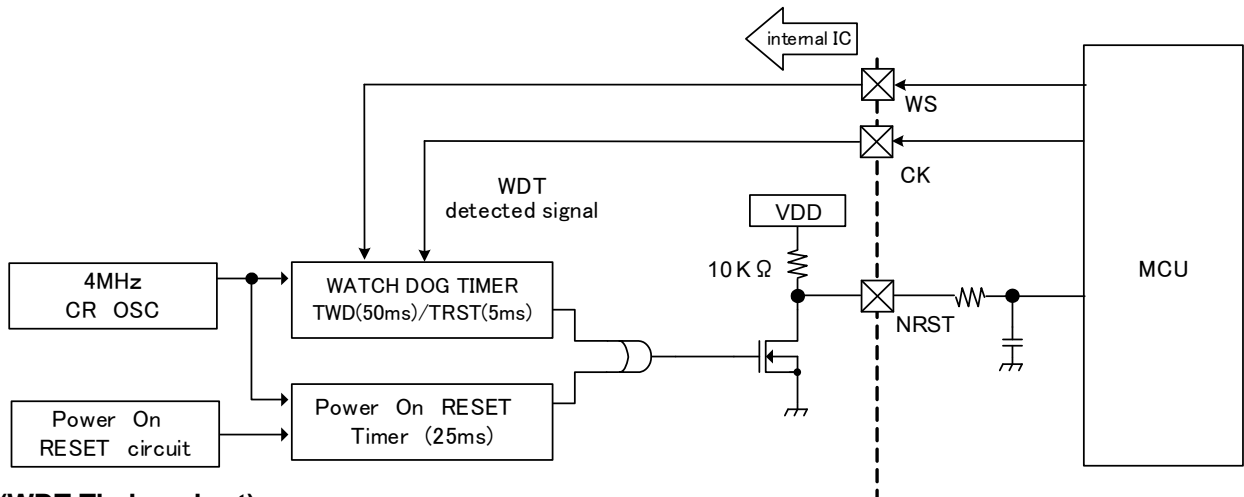 internal IC
WS
CK
WDT
detected signal
VDD
10KΩ
MCU
4MHz
CR OSC
WATCH DOG TIMER
TWD(50ms)/TRST(5ms)
NRST
Power On RESET
Timer (25ms)
Power On
RESET circuit